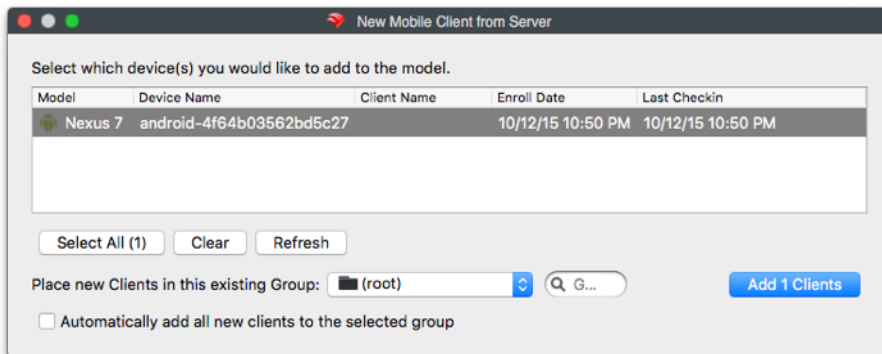 New Mobile Client from Server
Select which device(s) you would like to add to the model.
Model Device Name Client Name Enroll Date Last Checkin
Nexus 7 android-4f64b03562bd5c27 10/12/15 10:50 PM 10/12/15 10:50 PM
Select All (1) Clear Refresh
Place new Clients in this existing Group: (root) G... Add 1 Clients
Automatically add all new clients to the selected group